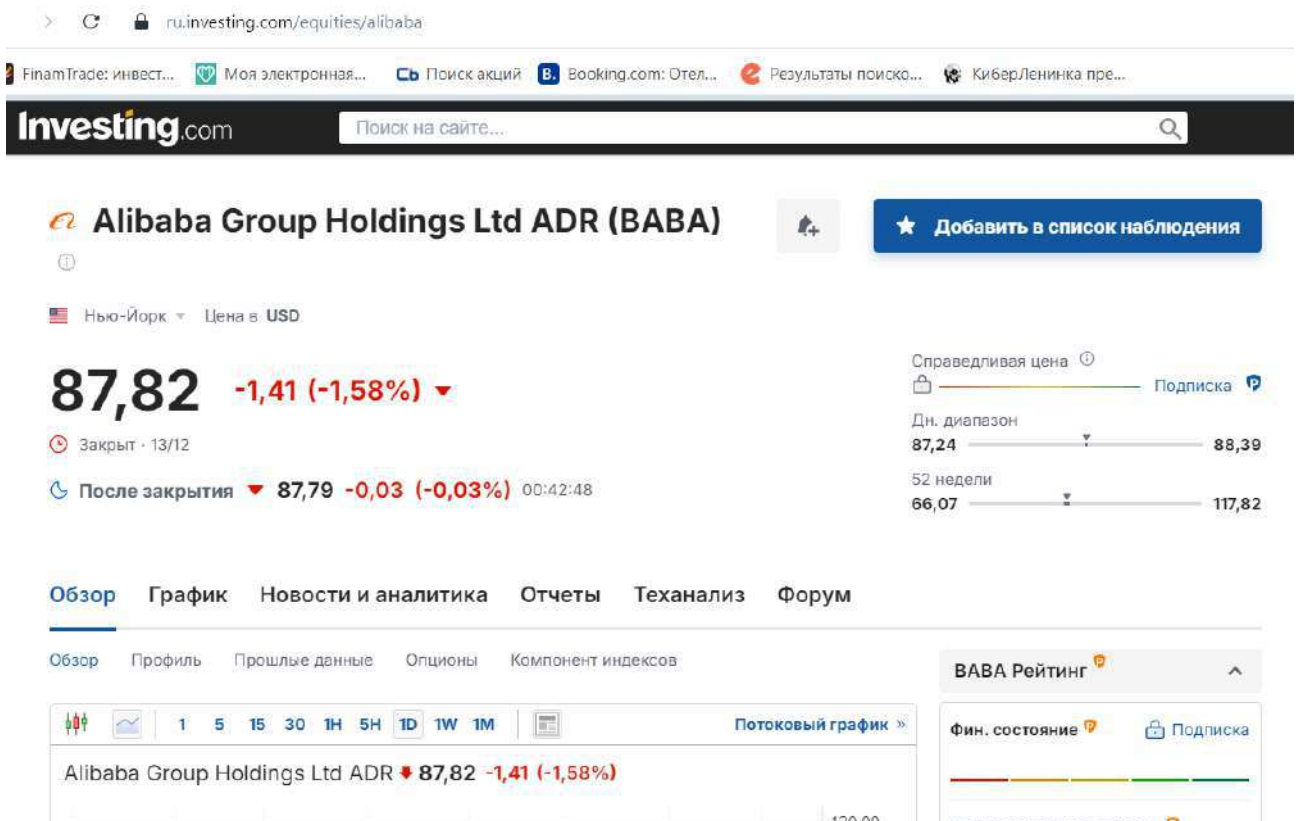 ru.investing.com/equities/alibaba
FinamTrade: инвест... Моя электронная... Сb Поиск акций B. Booking.com: Отел... Результаты поиска... КиберЛенинка пре...
Investing.com Поиск на сайте...
Alibaba Group Holdings Ltd ADR (BABA)
Добавить в список наблюдения
Нью-Йорк Цена в USD
87,82 -1,41 (-1,58%)
Справедливая цена
Подписка
Закрыт · 13/12
Дн. диапазон
87,24 88,39
После закрытия 87,79 -0,03 (-0,03%) 00:42:48
52 недели
66,07 117,82
Обзор График Новости и аналитика Отчеты Теханализ Форум
Обзор Профиль Прошлые данные Опционы Компонент индексов
BABA Рейтинг
1 5 15 30 1H 5H 1D 1W 1M Потоковый график »
Фин. состояние Подписка
Alibaba Group Holdings Ltd ADR 87,82 -1,41 (-1,58%)